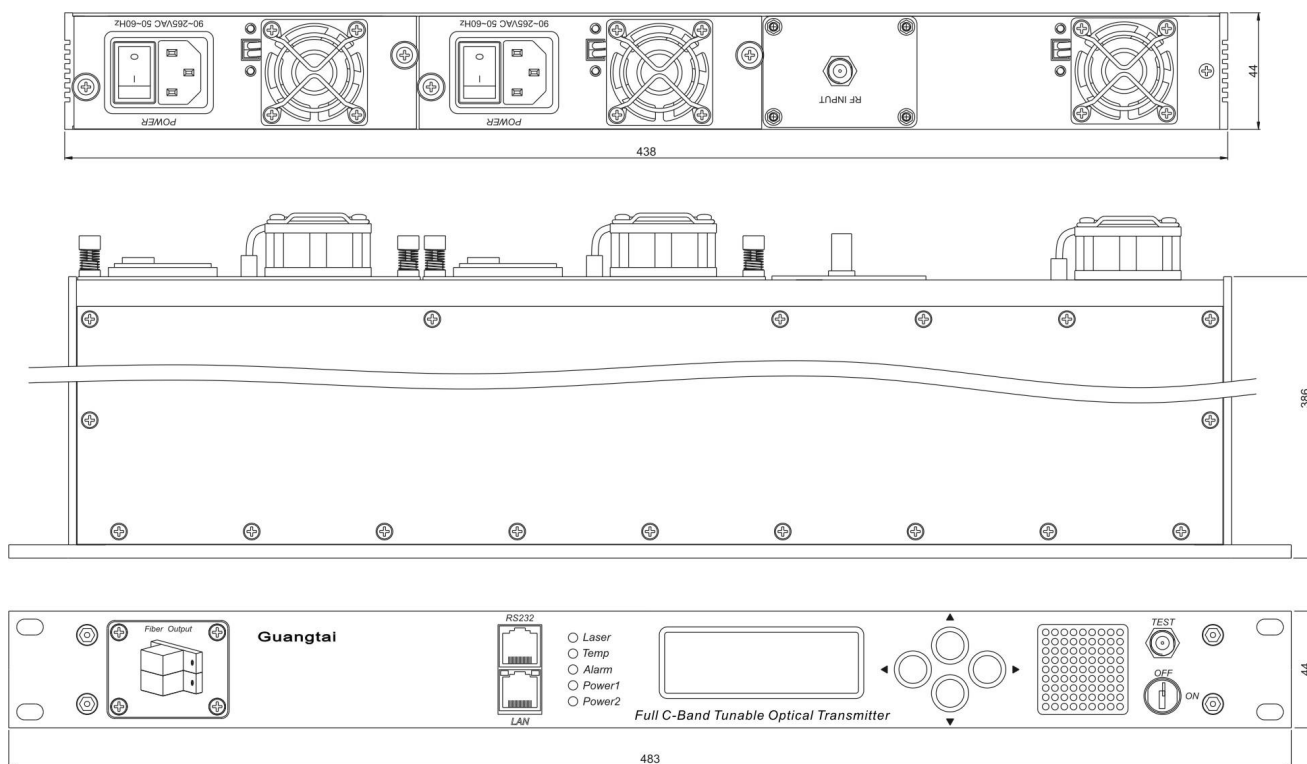 90~265VAC 50~60Hz
90~265VAC 50~60Hz
POWER
POWER
RF INPUT
44
438
386
Fiber Output
Guangtai
RS232
LAN
Laser
Temp
Alarm
Power1
Power2
Full C-Band Tunable Optical Transmitter
TEST
OFF
ON
44
483